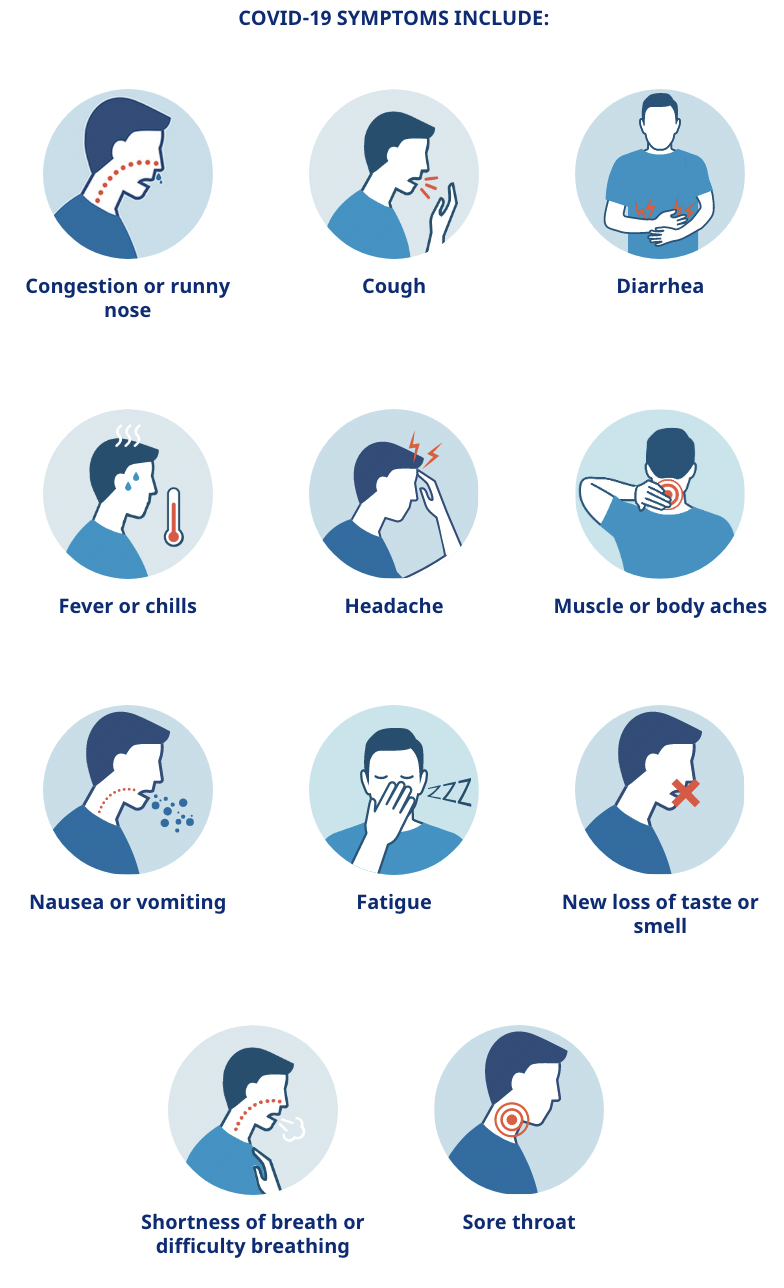 COVID-19 SYMPTOMS INCLUDE:
Congestion or runny
nose
Cough
Diarrhea
Fever or chills
Headache
Muscle or body aches
Nausea or vomiting
zzZ
Fatigue
New loss of taste or
smell
Shortness of breath or
difficulty breathing
Sore throat